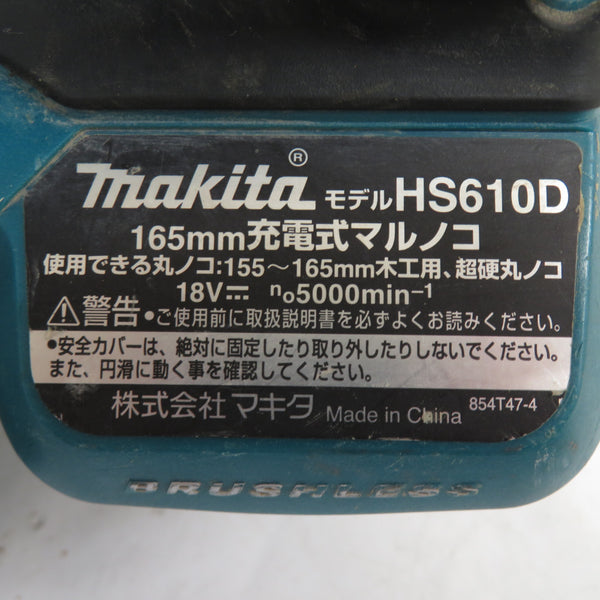 makita® モデルHS610D
165mm充電式マルノコ
使用できる丸ノコ:155～165mm木工用、超硬丸ノコ
18V⎓ n₀5000min⁻¹
⚠警告 •ご使用前に取扱説明書を必ずよくお読みください。
•安全カバーは、絶対に固定したり取り外したりしないでください。
また、円滑に動く事を確認してください。
株式会社マキタ Made in China 854T47-4
BRUSHLESS